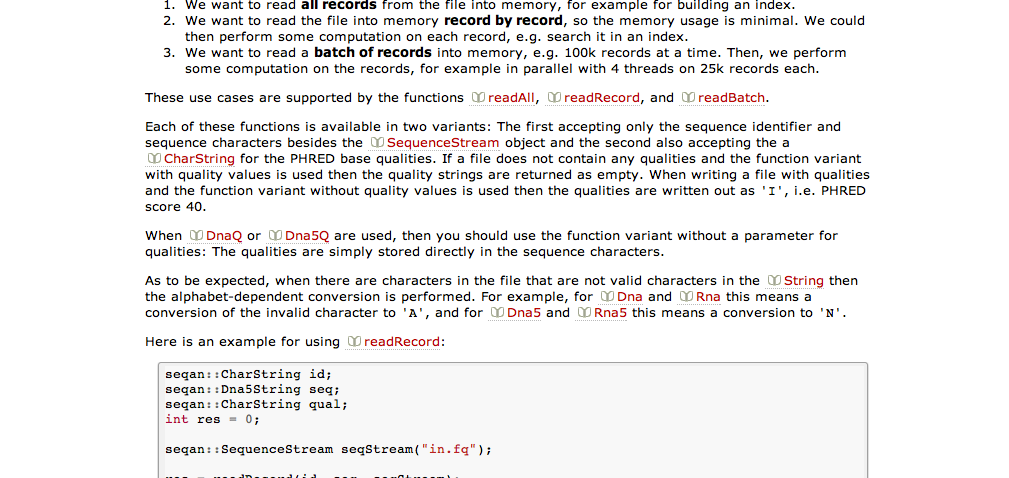 1. We want to read all records from the file into memory, for example for building an index.
2. We want to read the file into memory record by record, so the memory usage is minimal. We could
then perform some computation on each record, e.g. search it in an index.
3. We want to read a batch of records into memory, e.g. 100k records at a time. Then, we perform
some computation on the records, for example in parallel with 4 threads on 25k records each.
These use cases are supported by the functions readAll, readRecord, and readBatch.
Each of these functions is available in two variants: The first accepting only the sequence identifier and
sequence characters besides the SequenceStream object and the second also accepting the a
CharString for the PHRED base qualities. If a file does not contain any qualities and the function variant
with quality values is used then the quality strings are returned as empty. When writing a file with qualities
and the function variant without quality values is used then the qualities are written out as 'I', i.e. PHRED
score 40.
When DnaQ or Dna5Q are used, then you should use the function variant without a parameter for
qualities: The qualities are simply stored directly in the sequence characters.
As to be expected, when there are characters in the file that are not valid characters in the String then
the alphabet-dependent conversion is performed. For example, for Dna and Rna this means a
conversion of the invalid character to 'A', and for Dna5 and Rna5 this means a conversion to 'N'.
Here is an example for using readRecord:
seqan::CharString id;
seqan::Dna5String seq;
seqan::CharString qual;
int res = 0;
seqan::SequenceStream seqStream("in.fq");